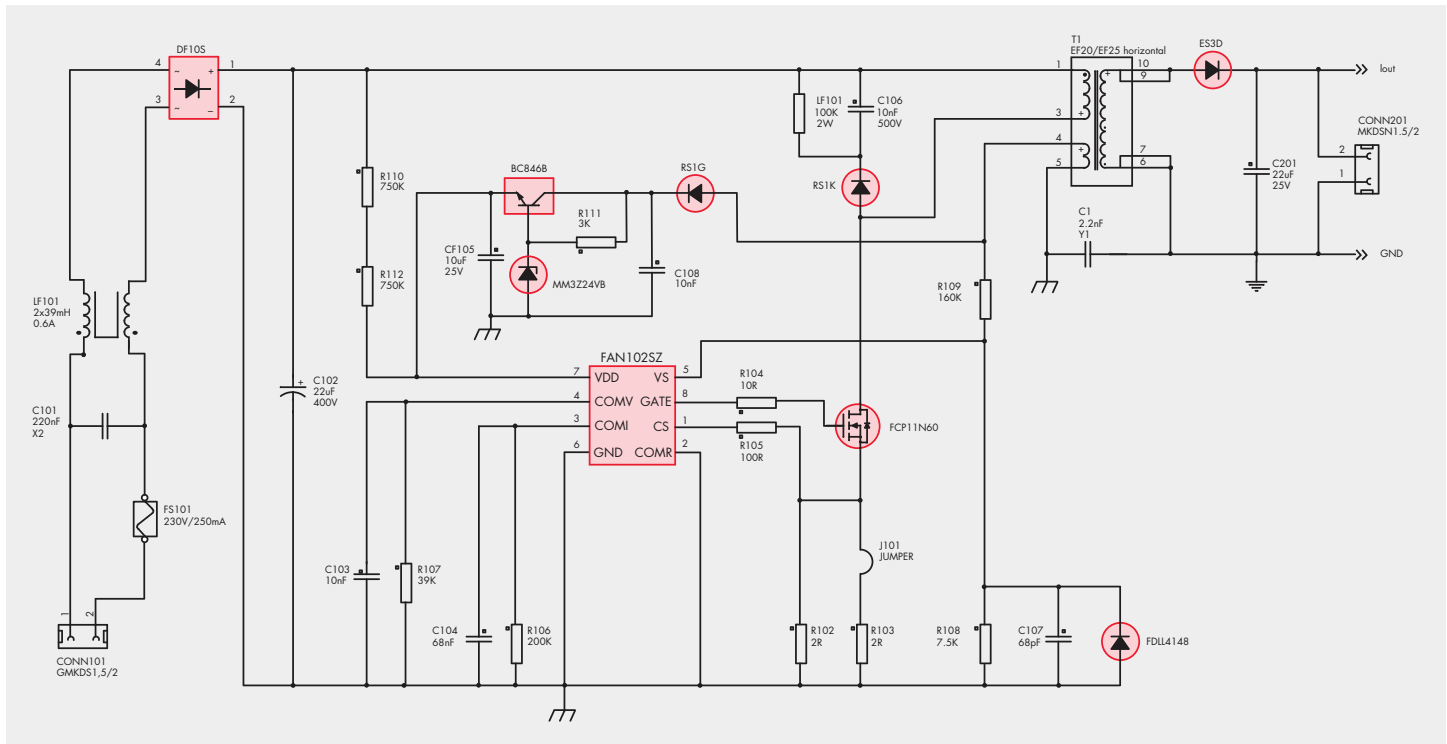 DF10S
4
1
3
2
~
+
~
–
T1
EF20/EF25 horizontal
ES3D
1
10
9
3
4
5
7
6
+
+
+
Iout
CONN201
MKDSN1.5/2
2
1
C201
22uF
25V
GND
C1
2.2nF
Y1
LF101
100K
2W
C106
10nF
500V
RS1K
BC846B
RS1G
R110
750K
R111
3K
CF105
10uF
25V
MM3Z24VB
C108
10nF
R112
750K
R109
160K
LF101
2x39mH
0.6A
C102
22uF
400V
+
C101
220nF
X2
FS101
230V/250mA
1
2
CONN101
GMKDS1,5/2
FAN102SZ
7 VDD VS 5
4 COMV GATE 8
3 COMI CS 1
6 GND COMR 2
R104
10R
R105
100R
FCP11N60
J101
JUMPER
C103
10nF
R107
39K
C104
68nF
R106
200K
R102
2R
R103
2R
R108
7.5K
C107
68pF
FDLL4148